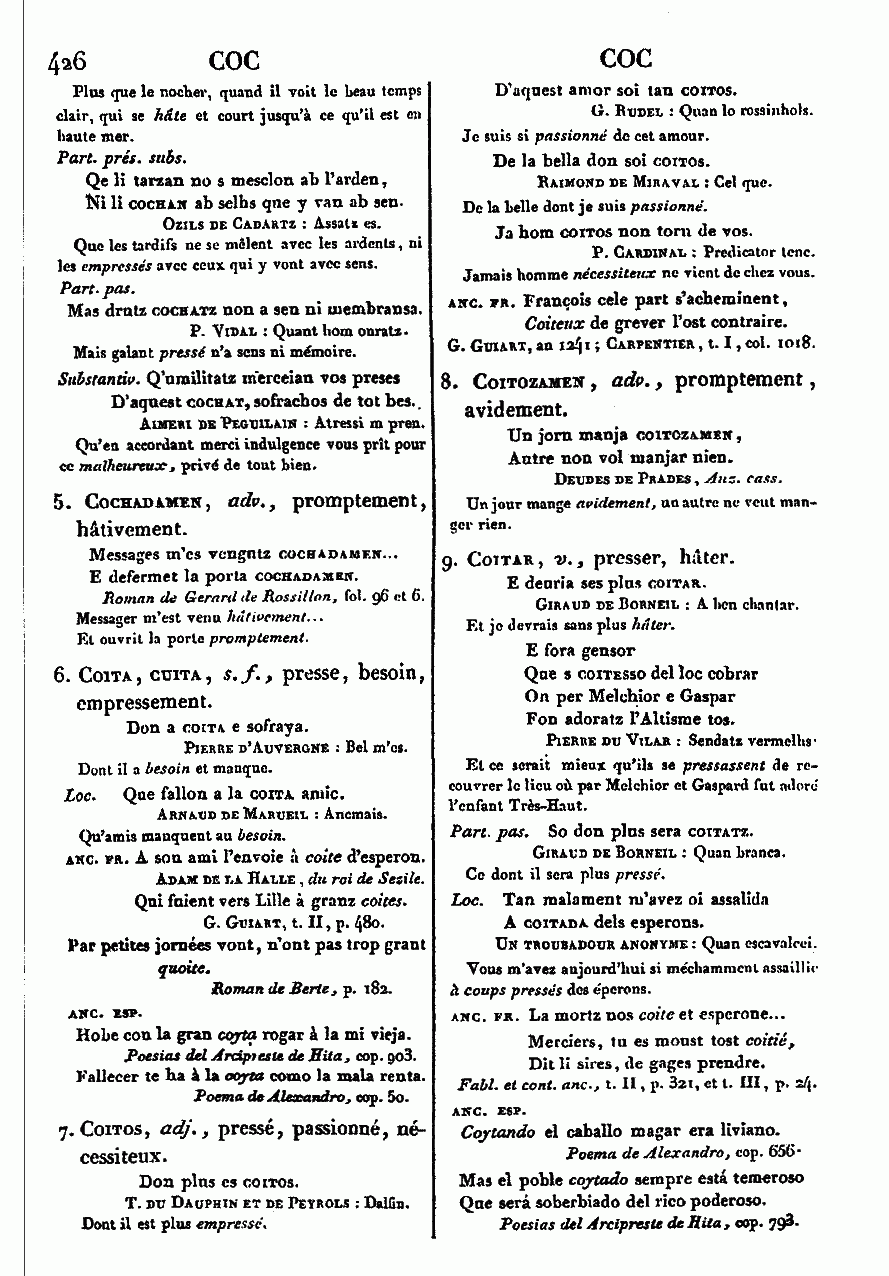 426 COC COC
Plus que le nocher, quand il voit le beau temps
clair, qui se hâte et court jusqu'à ce qu'il est en
haute mer.
Part. prés. subs.
Qe li tarzan no s mesclon ab l'arden,
Ni li COCHAN ab selhs que y van ab sen.
OZILS DE CADARTZ : Assatz es.
Que les tardifs ne se mêlent avec les ardents, ni
les empressés avec ceux qui y vont avec sens.
Part. pas.
Mas drutz COCHATZ non a sen ni membransa.
P. VIDAL : Quant hom onratz.
Mais galant pressé n'a sens ni mémoire.
Substantiv. Q'umilitatz merceian vos preses
D'aquest COCHAT, sofrachos de tot bes.
AIMERI DE PEGUILAIN : Atressi m pren.
Qu'en accordant merci indulgence vous prît pour
ce malheureux, privé de tout bien.
5. COCHADAMEN, adv., promptement,
hâtivement.
Messages m'es vengutz COCHADAMEN...
E defermet la porta COCHADAMEN.
Roman de Gerard de Rossillon, fol. 96 et 6.
Messager m'est venu hâtivement...
Et ouvrit la porte promptement.
6. COITA, CUITA, s. f., presse, besoin,
empressement.
Don a COITA e sofraya.
PIERRE D'AUVERGNE : Bel m'es.
Dont il a besoin et manque.
Loc. Que fallon a la COITA amic.
ARNAUD DE MARUEIL : Anemais.
Qu'amis manquent au besoin.
ANC. FR. A son ami l'envoie à coite d'esperon.
ADAM DE LA HALLE, du roi de Sezile.
Qui fuient vers Lille à granz coites.
G. GUIART, t. II, p. 480.
Par petites jornées vont, n'ont pas trop grant
quoite.
Roman de Berte, p. 182.
ANC. ESP.
Hobe con la gran coyta rogar à la mi vieja.
Poesias del Arcipreste de Hita, cop. 903.
Fallecer te ha à la coyta como la mala renta.
Poema de Alexandro, cop. 50.
7. COITOS, adj., pressé, passionné, né-
cessiteux.
Don plus es COITOS.
T. DU DAUPHIN ET DE PEYROLS : Dalfin.
Dont il est plus empressé.
D'aquest amor soi tan COITOS.
G. RUDEL : Quan lo rossinhols.
Je suis si passionné de cet amour.
De la bella don soi COITOS.
RAIMOND DE MIRAVAL : Cel que.
De la belle dont je suis passionné.
Ja hom COITOS non torn de vos.
P. CARDINAL : Predicator tenc.
Jamais homme nécessiteux ne vient de chez vous.
ANC. FR. François cele part s'acheminent,
Coiteux de grever l'ost contraire.
G. GUIART, an 1241; CARPENTIER, t. I, col. 1018.
8. COITOZAMEN, adv., promptement,
avidement.
Un jorn manja COITOZAMEN,
Autre non vol manjar nien.
DEUDES DE PRADES, Auz. cass.
Un jour mange avidement, un autre ne veut man-
ger rien.
9. COITAR, v., presser, hâter.
E deuria ses plus COITAR.
GIRAUD DE BORNEIL : A ben chantar.
Et je devrais sans plus hâter.
E fora gensor
Que s COITESSO del loc cobrar
On per Melchior e Gaspar
Fon adoratz l'Altisme tos.
PIERRE DU VILAR : Sendatz vermelhs.
Et ce serait mieux qu'ils se pressassent de re-
couvrer le lieu où par Melchior et Gaspard fut adoré
l'enfant Très-Haut.
Part. pas. So don plus sera COITATZ.
GIRAUD DE BORNEIL : Quan branca.
Ce dont il sera plus pressé.
Loc. Tan malament m'avez oi assalida
A COITADA dels esperons.
UN TROUBADOUR ANONYME : Quan escavalcei.
Vous m'avez aujourd'hui si méchamment assaillie
à coups pressés des éperons.
ANC. FR. La mortz nos coite et esperone...
Merciers, tu es moust tost coitié,
Dit li sires, de gages prendre.
Fabl. et cont. anc., t. II, p. 321, et t. III, p. 24.
ANC. ESP.
Coytando el caballo magar era liviano.
Poema de Alexandro, cop. 656.
Mas el poble coytado sempre está temeroso
Que será soberbiado del rico poderoso.
Poesias del Arcipreste de Hita, cop. 793.